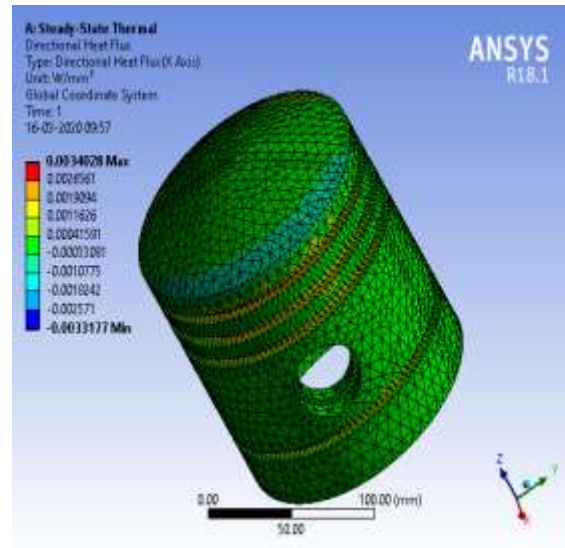 A: Steady-State Thermal
Directional Heat Flux
Type: Directional Heat Flux(X Axis)
Unit: W/mm²
Global Coordinate System
Time: 1
16-03-2020 09:57
ANSYS
R18.1
0.0034028 Max
0.0026561
0.0019094
0.0011626
0.00041591
-0.00033081
-0.0010775
-0.0018242
-0.002571
-0.0033177 Min
0.00
100.00 (mm)
50.00
Z
Y
X